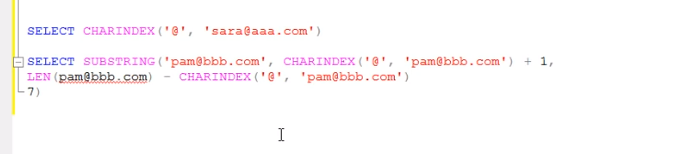 SELECT CHARINDEX('@', 'sara@aaa.com')
SELECT SUBSTRING('pam@bbb.com', CHARINDEX('@', 'pam@bbb.com') + 1,
LEN(pam@bbb.com) - CHARINDEX('@', 'pam@bbb.com')
7)